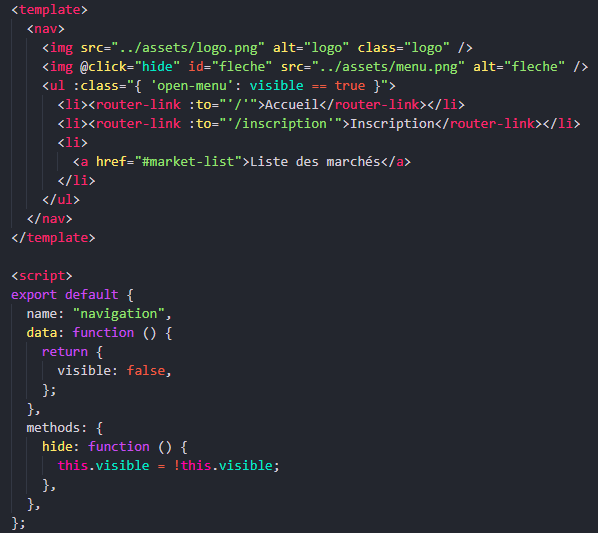 <template>
<nav>
<img src="../assets/logo.png" alt="logo" class="logo" />
<img @click="hide" id="fleche" src="../assets/menu.png" alt="fleche" />
<ul :class="{ 'open-menu': visible == true }">
<li><router-link :to="'/'">Accueil</router-link></li>
<li><router-link :to="'/inscription'">Inscription</router-link></li>
<li>
<a href="#market-list">Liste des marchés</a>
</li>
</ul>
</nav>
</template>
<script>
export default {
name: "navigation",
data: function () {
return {
visible: false,
};
},
methods: {
hide: function () {
this.visible = !this.visible;
},
},
};